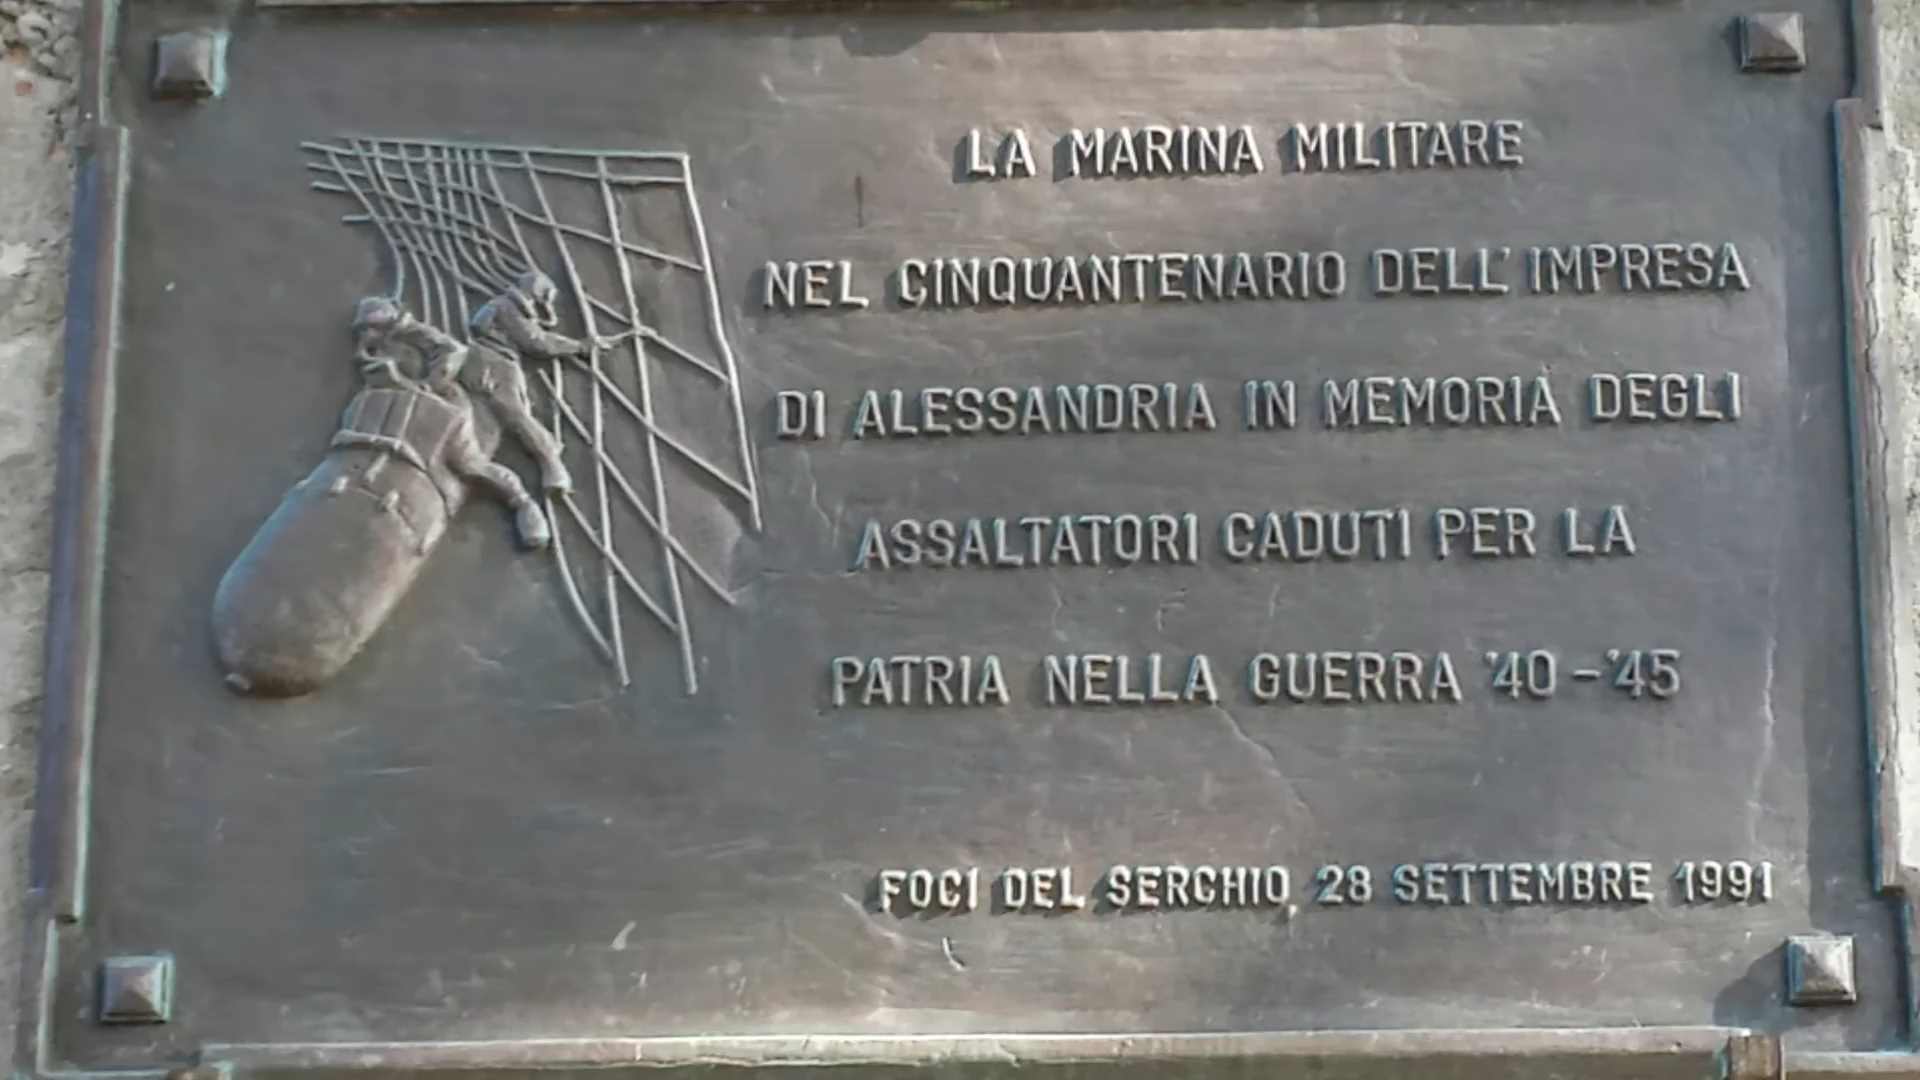 LA MARINA MILITARE
NEL CINQUANTENARIO DELL'IMPRESA
DI ALESSANDRIA IN MEMORIA DEGLI
ASSALTATORI CADUTI PER LA
PATRIA NELLA GUERRA '40-'45
FOCI DEL SERCHIO, 28 SETTEMBRE 1991